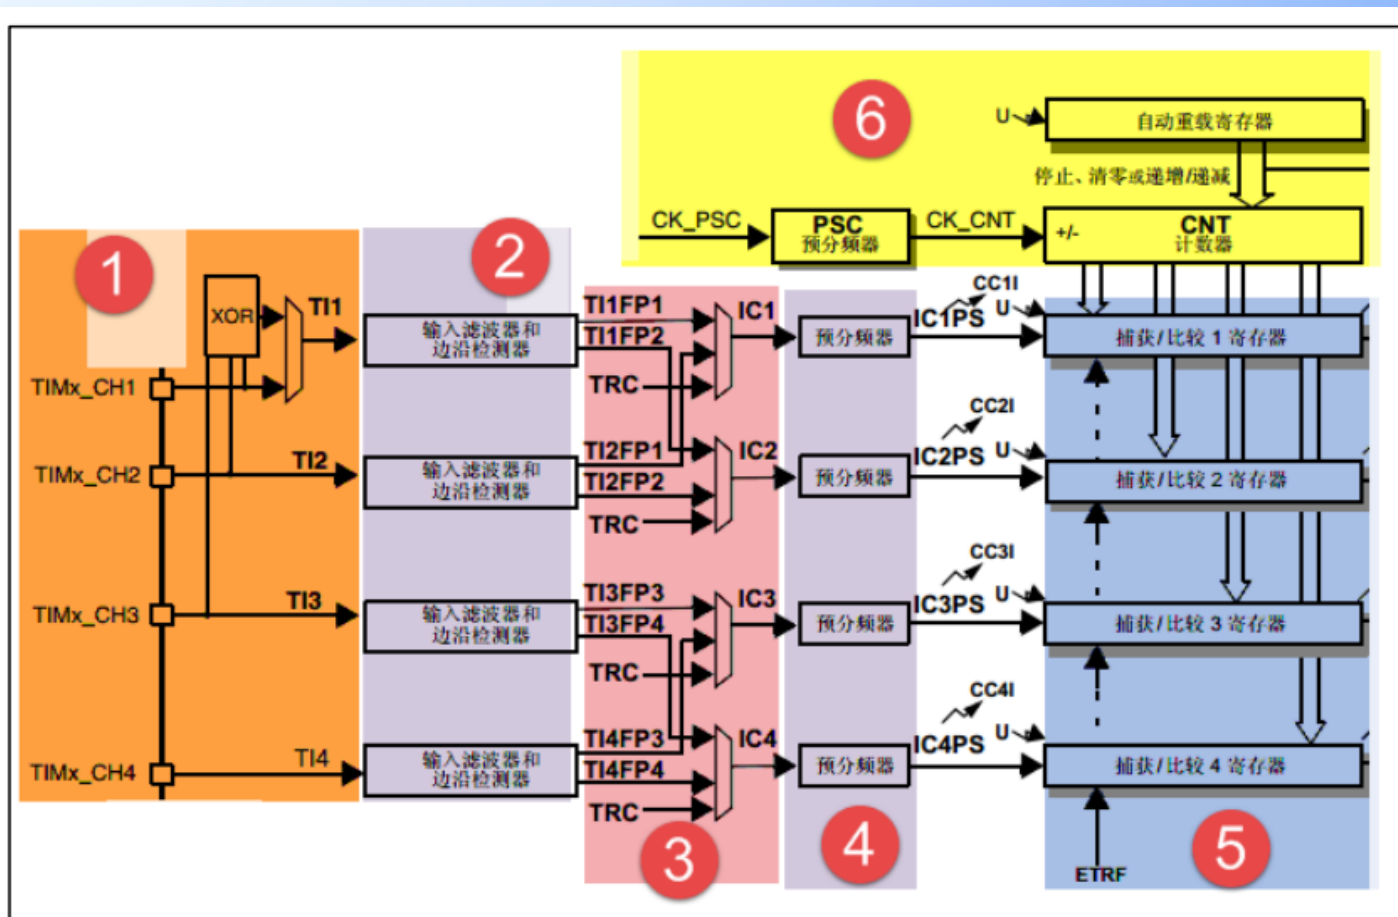 6
U
自动重载寄存器
停止、清零或递增/递减
CK_PSC
PSC
预分频器
CK_CNT
+/-
CNT
计数器
1
2
XOR
TI1
输入滤波器和
边沿检测器
TI1FP1
TI1FP2
TRC
IC1
预分频器
IC1PS
CC1I
U
捕获/比较 1 寄存器
TIMx_CH1
TIMx_CH2
TI2
输入滤波器和
边沿检测器
TI2FP1
TI2FP2
TRC
IC2
预分频器
IC2PS
CC2I
U
捕获/比较 2 寄存器
TIMx_CH3
TI3
输入滤波器和
边沿检测器
TI3FP3
TI3FP4
TRC
IC3
预分频器
IC3PS
CC3I
U
捕获/比较 3 寄存器
TIMx_CH4
TI4
输入滤波器和
边沿检测器
TI4FP3
TI4FP4
TRC
IC4
预分频器
IC4PS
CC4I
U
捕获/比较 4 寄存器
3
4
5
ETRF